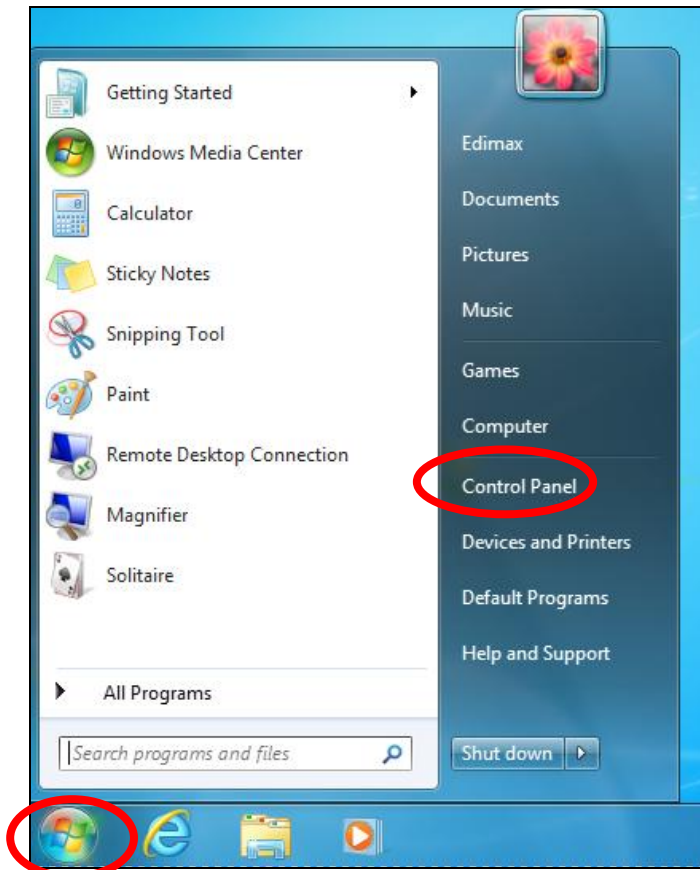 Getting Started
Windows Media Center
Calculator
Sticky Notes
Snipping Tool
Paint
Remote Desktop Connection
Magnifier
Solitaire
All Programs
Search programs and files
Edimax
Documents
Pictures
Music
Games
Computer
Control Panel
Devices and Printers
Default Programs
Help and Support
Shut down